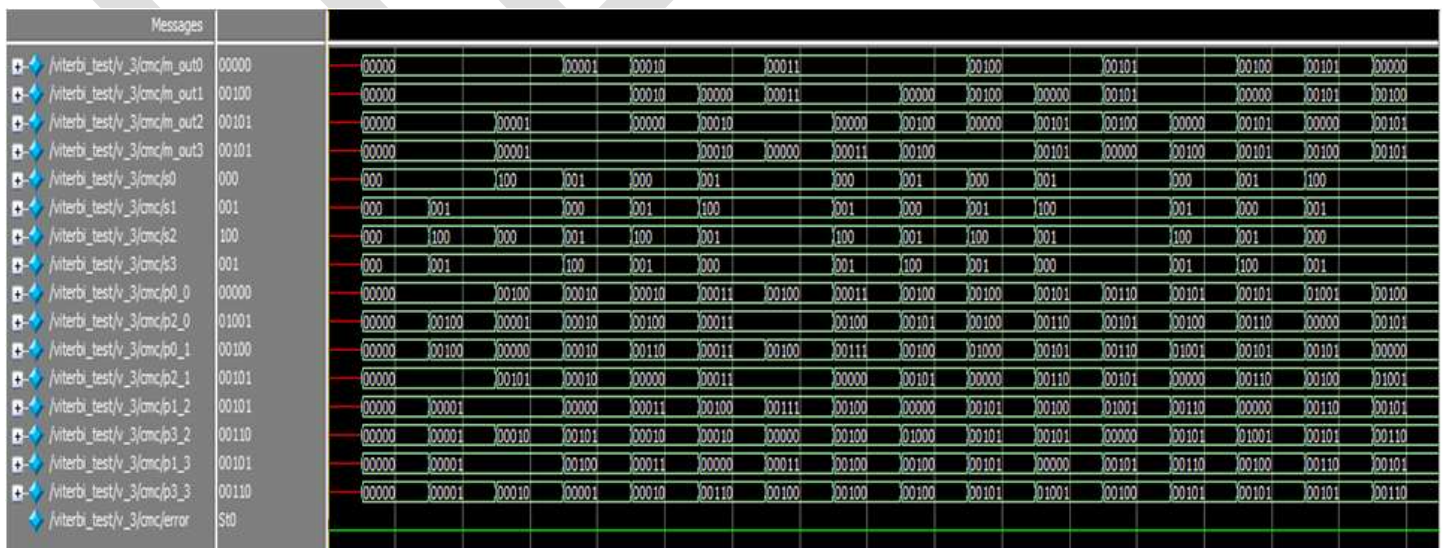 Messages
/viterbi_test/v_3/cmc/m_out0 00000 00000 00001 00010 00011 00100 00101 00100 00101 00000
/viterbi_test/v_3/cmc/m_out1 00100 00000 00010 00000 00011 00000 00100 00000 00101 00000 00101 00100
/viterbi_test/v_3/cmc/m_out2 00101 00000 00001 00000 00010 00000 00100 00000 00101 00100 00000 00101 00000 00101
/viterbi_test/v_3/cmc/m_out3 00101 00000 00001 00010 00000 00011 00100 00101 00000 00100 00101 00100 00101
/viterbi_test/v_3/cmc/s0 000 000 100 001 000 001 000 001 000 001 000 001 100
/viterbi_test/v_3/cmc/s1 001 000 001 000 001 100 001 000 001 100 001 000 001
/viterbi_test/v_3/cmc/s2 100 000 100 000 001 100 001 100 001 100 001 100 001 000
/viterbi_test/v_3/cmc/s3 001 000 001 100 001 000 001 100 001 000 001 100 001
/viterbi_test/v_3/cmc/p0_0 00000 00000 00100 00010 00010 00011 00100 00011 00100 00100 00101 00110 00101 00101 01001 00100
/viterbi_test/v_3/cmc/p2_0 01001 00000 00100 00001 00010 00100 00011 00100 00101 00100 00110 00101 00100 00110 00000 00101
/viterbi_test/v_3/cmc/p0_1 00100 00000 00100 00000 00010 00110 00011 00100 00111 00100 01000 00101 00110 01001 00101 00101 00000
/viterbi_test/v_3/cmc/p2_1 00101 00000 00101 00010 00000 00011 00000 00101 00000 00110 00101 00000 00110 00100 01001
/viterbi_test/v_3/cmc/p1_2 00101 00000 00001 00000 00011 00100 00111 00100 00000 00101 00100 01001 00110 00000 00110 00101
/viterbi_test/v_3/cmc/p3_2 00110 00000 00001 00010 00101 00010 00010 00000 00100 01000 00101 00101 00000 00101 01001 00101 00110
/viterbi_test/v_3/cmc/p1_3 00101 00000 00001 00100 00011 00000 00011 00100 00100 00101 00000 00101 00110 00100 00110 00101
/viterbi_test/v_3/cmc/p3_3 00110 00000 00001 00010 00001 00010 00110 00100 00100 00100 00101 01001 00100 00101 00101 00101 00110
/viterbi_test/v_3/cmc/error St0